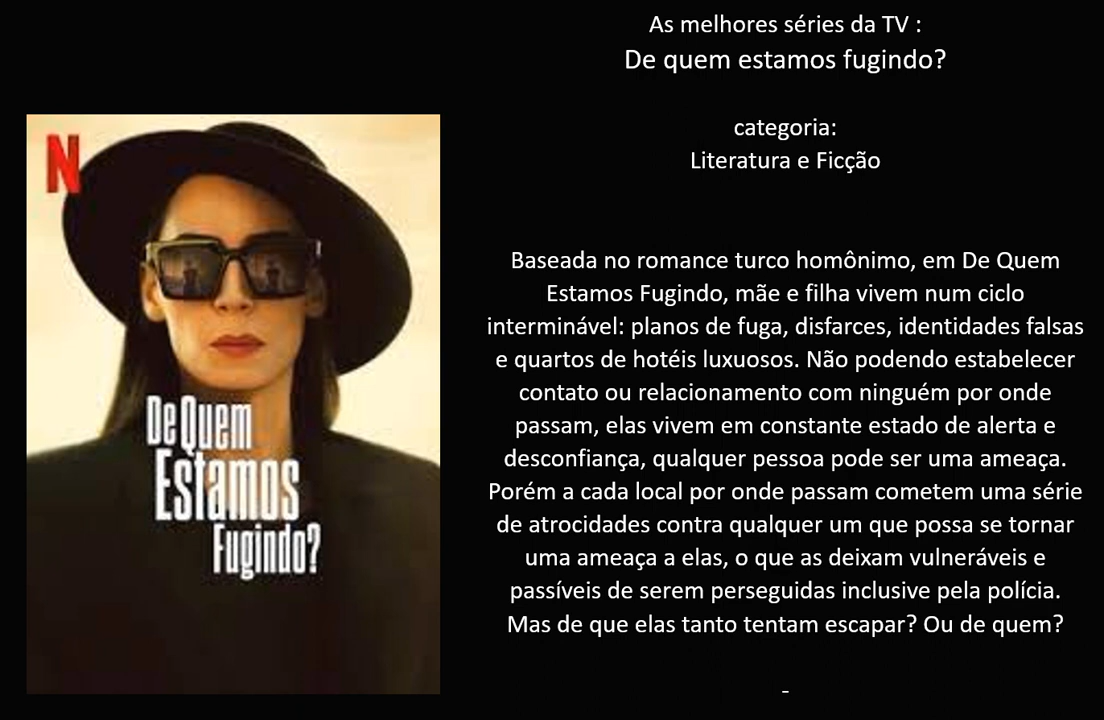 As melhores séries da TV :
De quem estamos fugindo?
categoria:
Literatura e Ficção
N
De Quem
Estamos
Fugindo?
Baseada no romance turco homônimo, em De Quem
Estamos Fugindo, mãe e filha vivem num ciclo
interminável: planos de fuga, disfarces, identidades falsas
e quartos de hotéis luxuosos. Não podendo estabelecer
contato ou relacionamento com ninguém por onde
passam, elas vivem em constante estado de alerta e
desconfiança, qualquer pessoa pode ser uma ameaça.
Porém a cada local por onde passam cometem uma série
de atrocidades contra qualquer um que possa se tornar
uma ameaça a elas, o que as deixam vulneráveis e
passíveis de serem perseguidas inclusive pela polícia.
Mas de que elas tanto tentam escapar? Ou de quem?
-